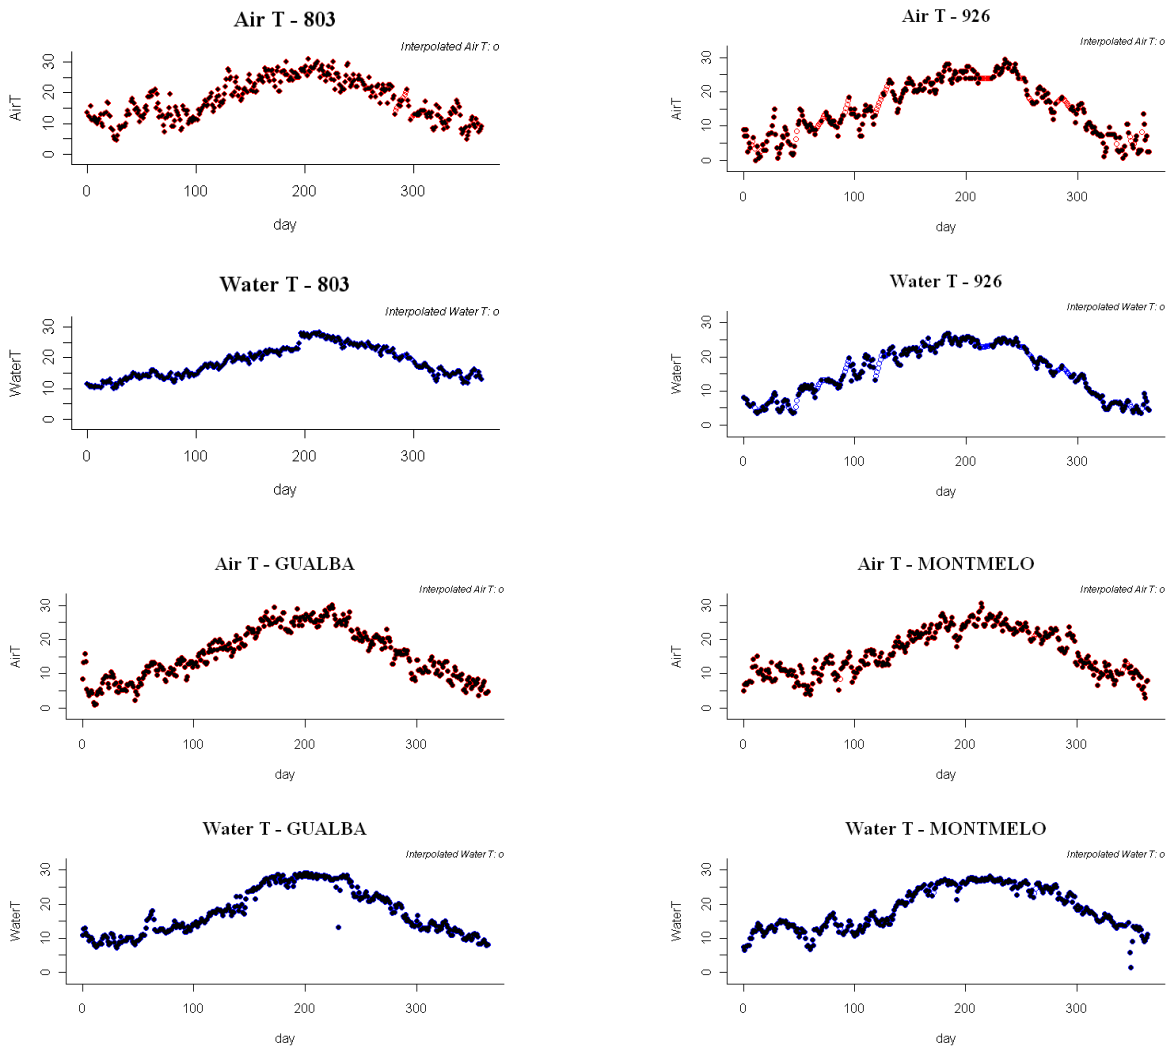 Air T - 803
Interpolated Air T: o
AirT
30
20
10
0
0 100 200 300
day
Air T - 926
Interpolated Air T: o
AirT
30
20
10
0
0 100 200 300
day
Water T - 803
Interpolated Water T: o
WaterT
30
20
10
0
0 100 200 300
day
Water T - 926
Interpolated Water T: o
WaterT
30
20
10
0
0 100 200 300
day
Air T - GUALBA
Interpolated Air T: o
AirT
30
20
10
0
0 100 200 300
day
Air T - MONTMELO
Interpolated Air T: o
AirT
30
20
10
0
0 100 200 300
day
Water T - GUALBA
Interpolated Water T: o
WaterT
30
20
10
0
0 100 200 300
day
Water T - MONTMELO
Interpolated Water T: o
WaterT
30
20
10
0
0 100 200 300
day